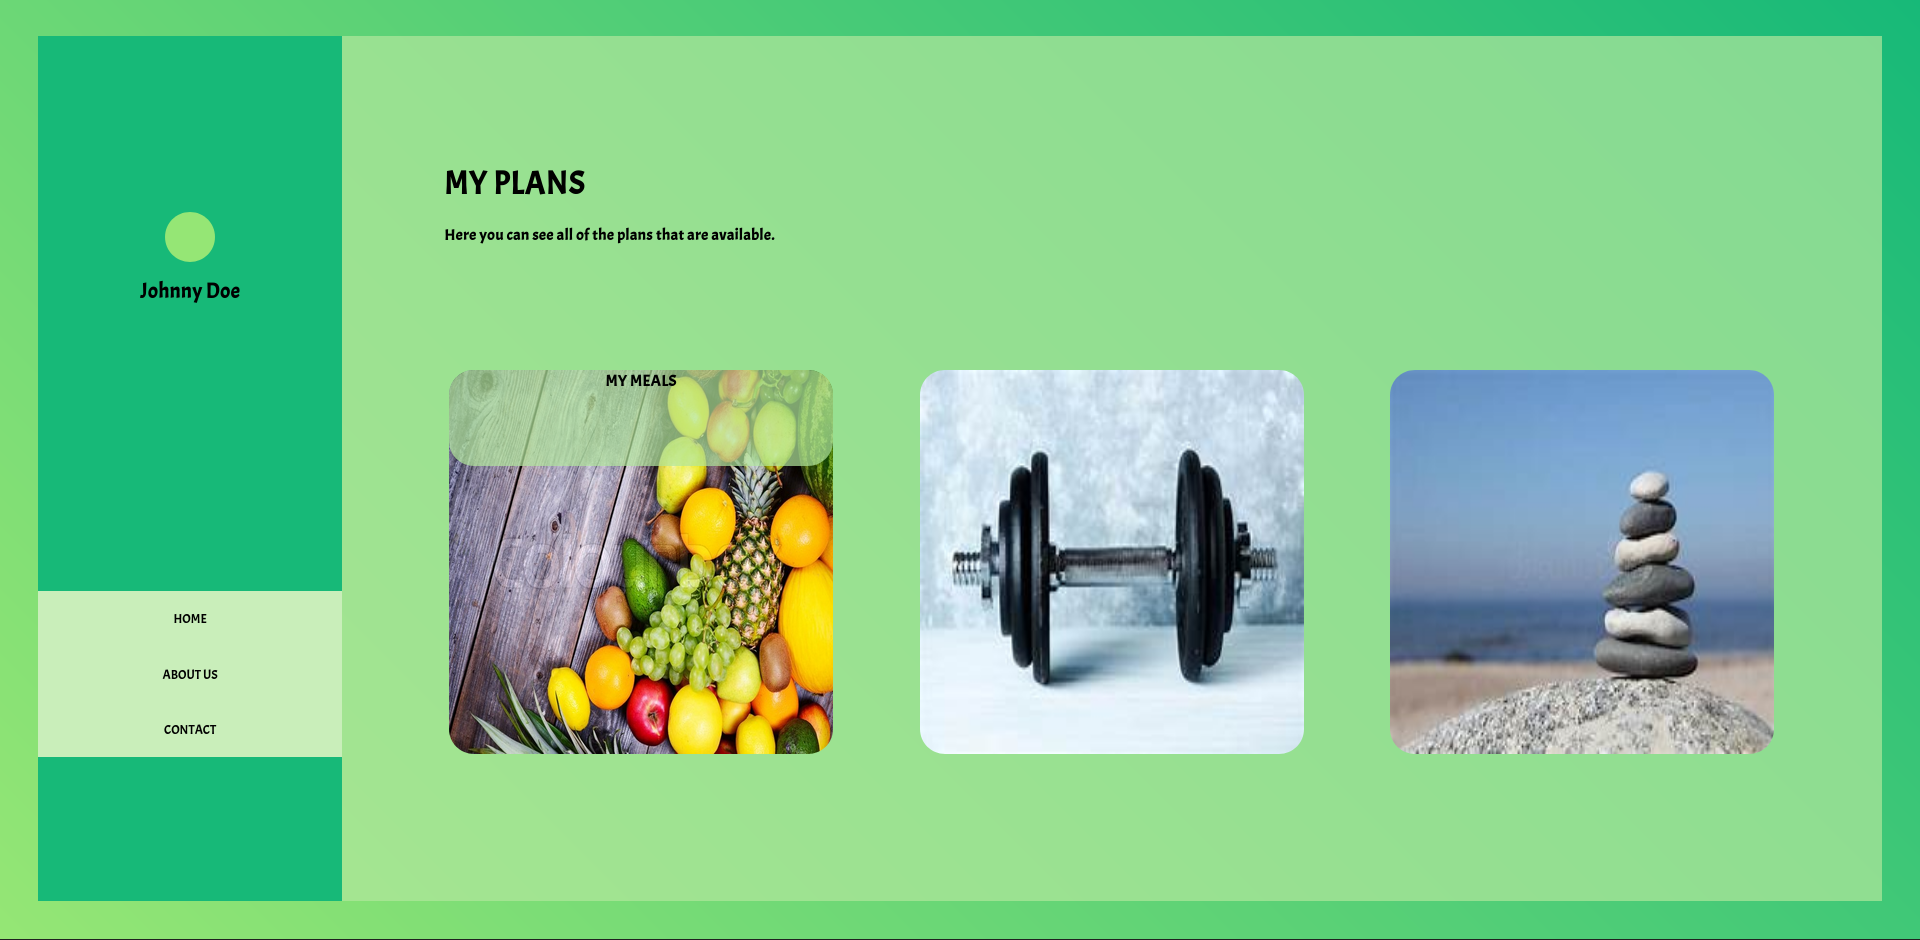 Johnny Doe
HOME
ABOUT US
CONTACT
MY PLANS
Here you can see all of the plans that are available.
MY MEALS